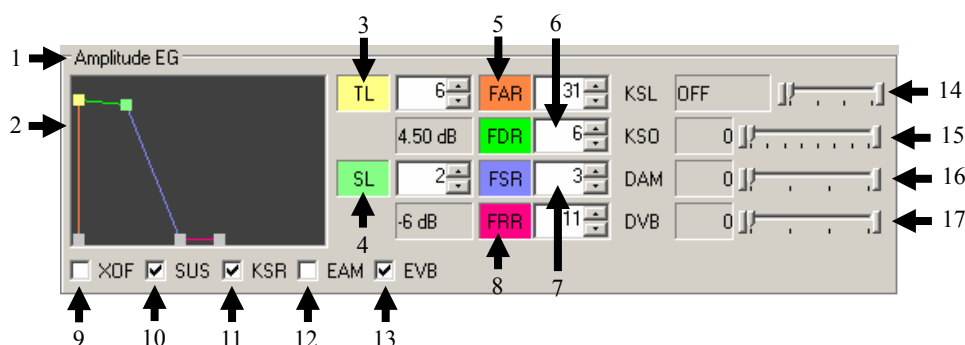 3 5 6
1 Amplitude EG
2 TL 6 FAR 31 KSL OFF 14
4.50 dB FDR 6 KSO 0 15
SL 2 FSR 3 DAM 0 16
-6 dB FRR 11 DVB 0 17
4 8 7
XOF SUS KSR EAM EVB
9 10 11 12 13